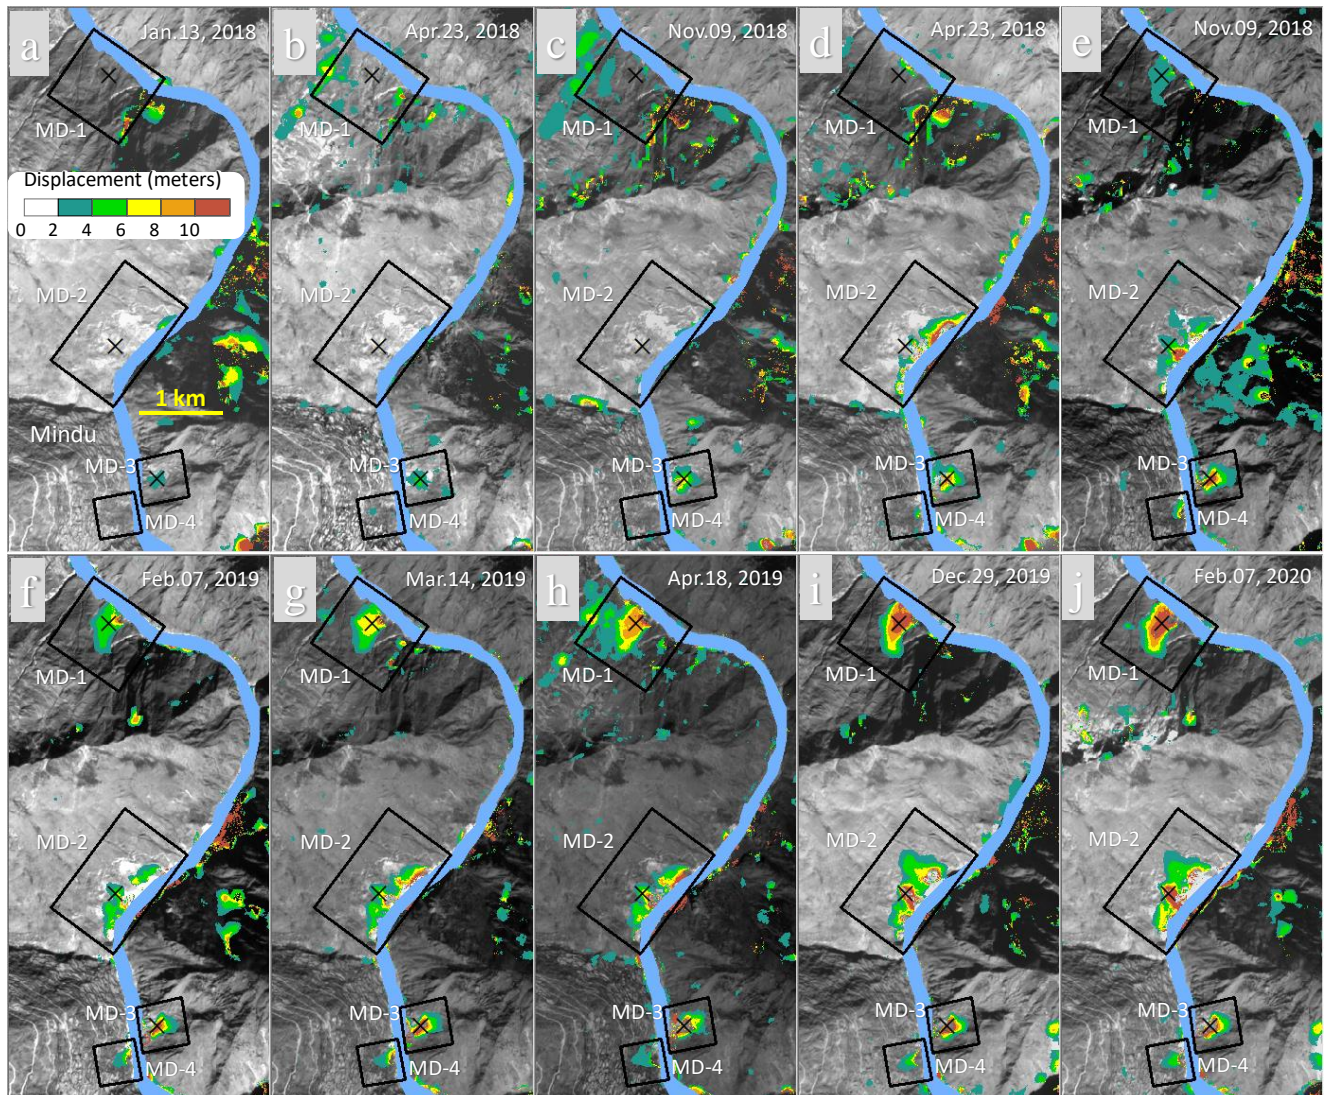 a
Jan.13, 2018
MD-1
Displacement (meters)
0 2 4 6 8 10
MD-2
1 km
Mindu
MD-3
MD-4
b
Apr.23, 2018
MD-1
MD-2
MD-3
MD-4
c
Nov.09, 2018
MD-1
MD-2
MD-3
MD-4
d
Apr.23, 2018
MD-1
MD-2
MD-3
MD-4
e
Nov.09, 2018
MD-1
MD-2
MD-3
MD-4
f
Feb.07, 2019
MD-1
MD-2
MD-3
MD-4
g
Mar.14, 2019
MD-1
MD-2
MD-3
MD-4
h
Apr.18, 2019
MD-1
MD-2
MD-3
MD-4
i
Dec.29, 2019
MD-1
MD-2
MD-3
MD-4
j
Feb.07, 2020
MD-1
MD-2
MD-3
MD-4